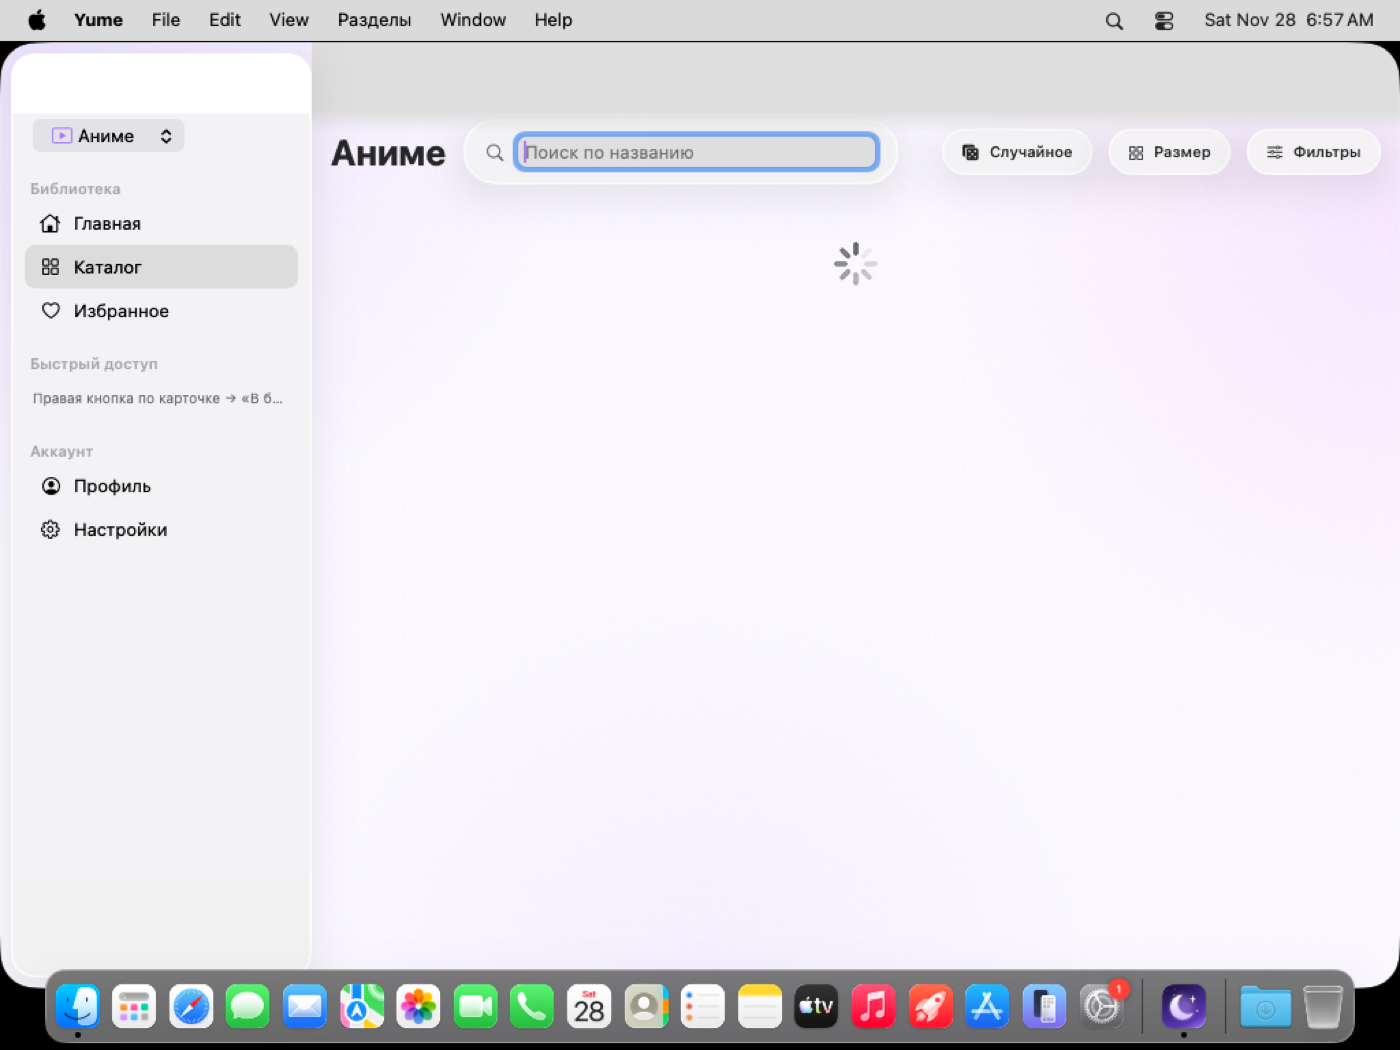 Yume File Edit View Разделы Window Help Sat Nov 28 6:57 AM
Аниме
Библиотека
Главная
Каталог
Избранное
Быстрый доступ
Правая кнопка по карточке → «В б...
Аккаунт
Профиль
Настройки
Аниме
Поиск по названию
Случайное
Размер
Фильтры
Sat
28
tv
1